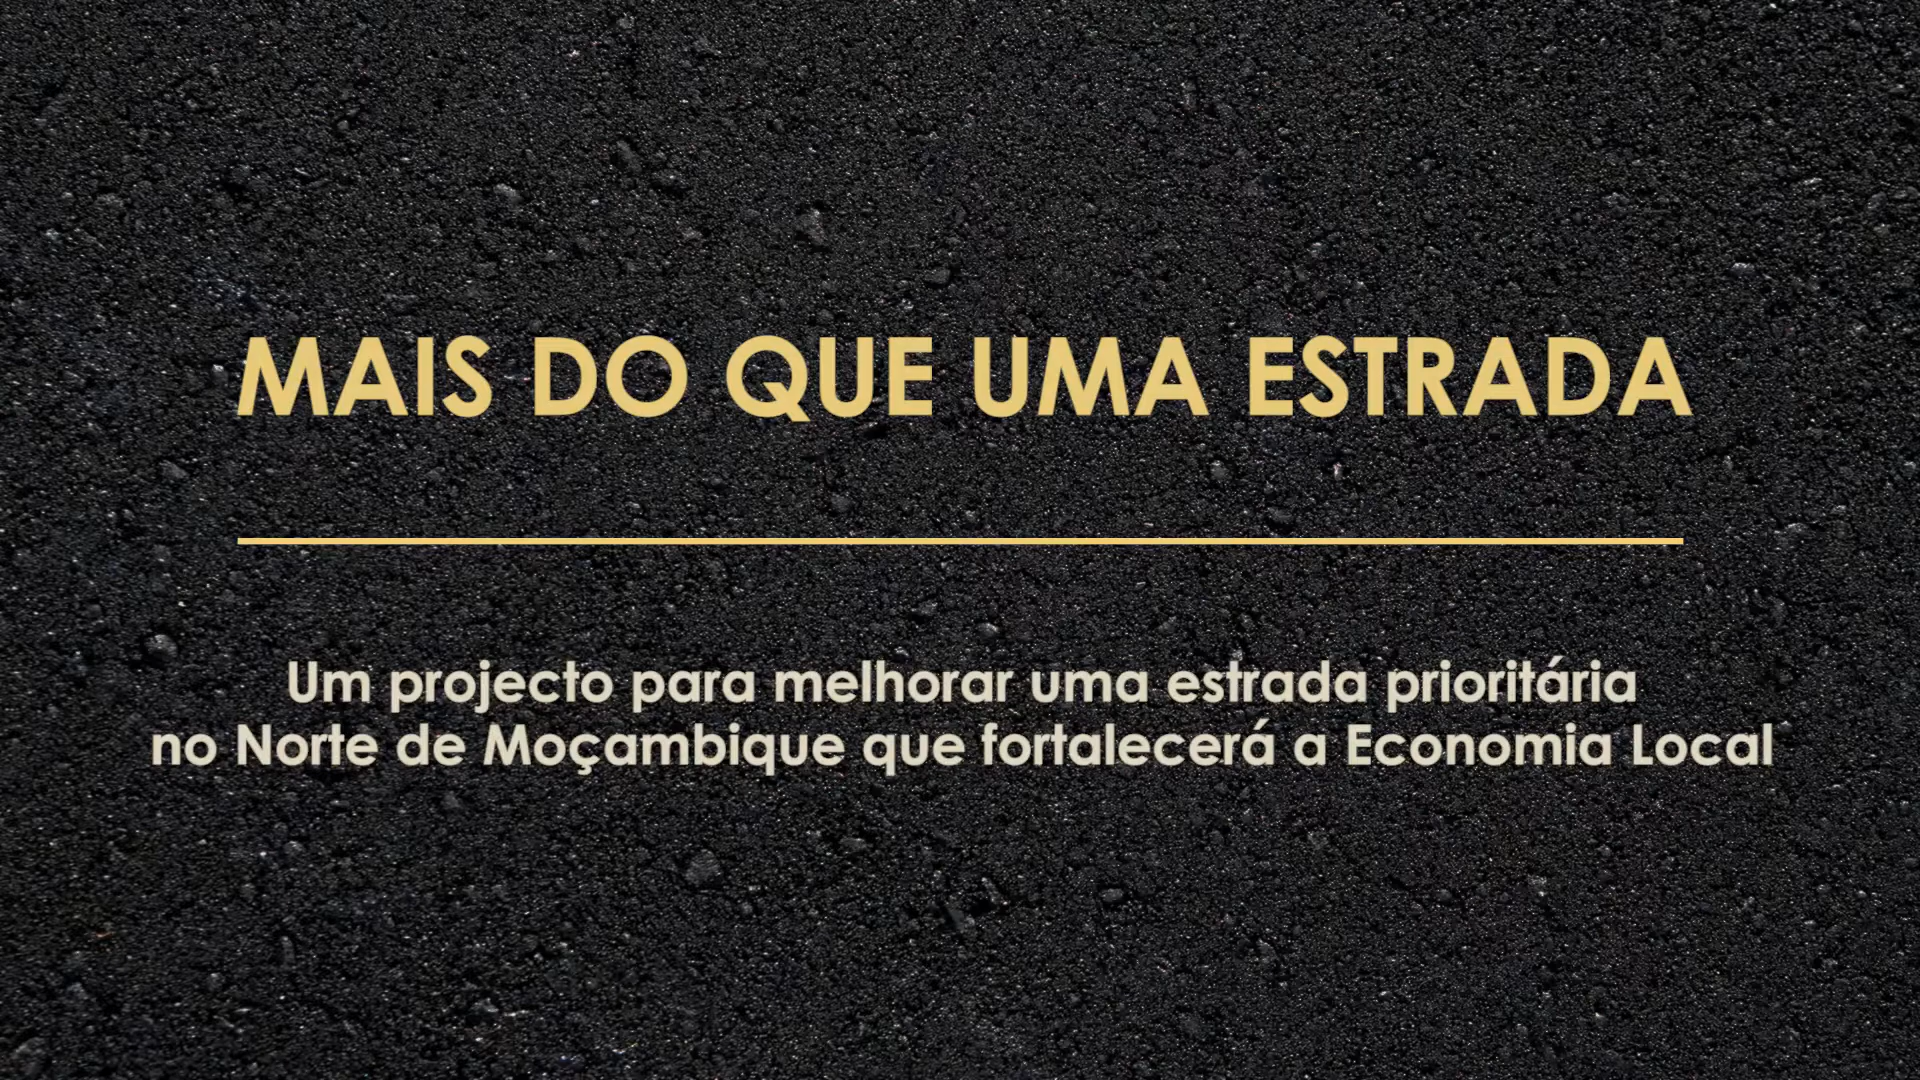 MAIS DO QUE UMA ESTRADA
Um projecto para melhorar uma estrada prioritária
no Norte de Moçambique que fortalecerá a Economia Local